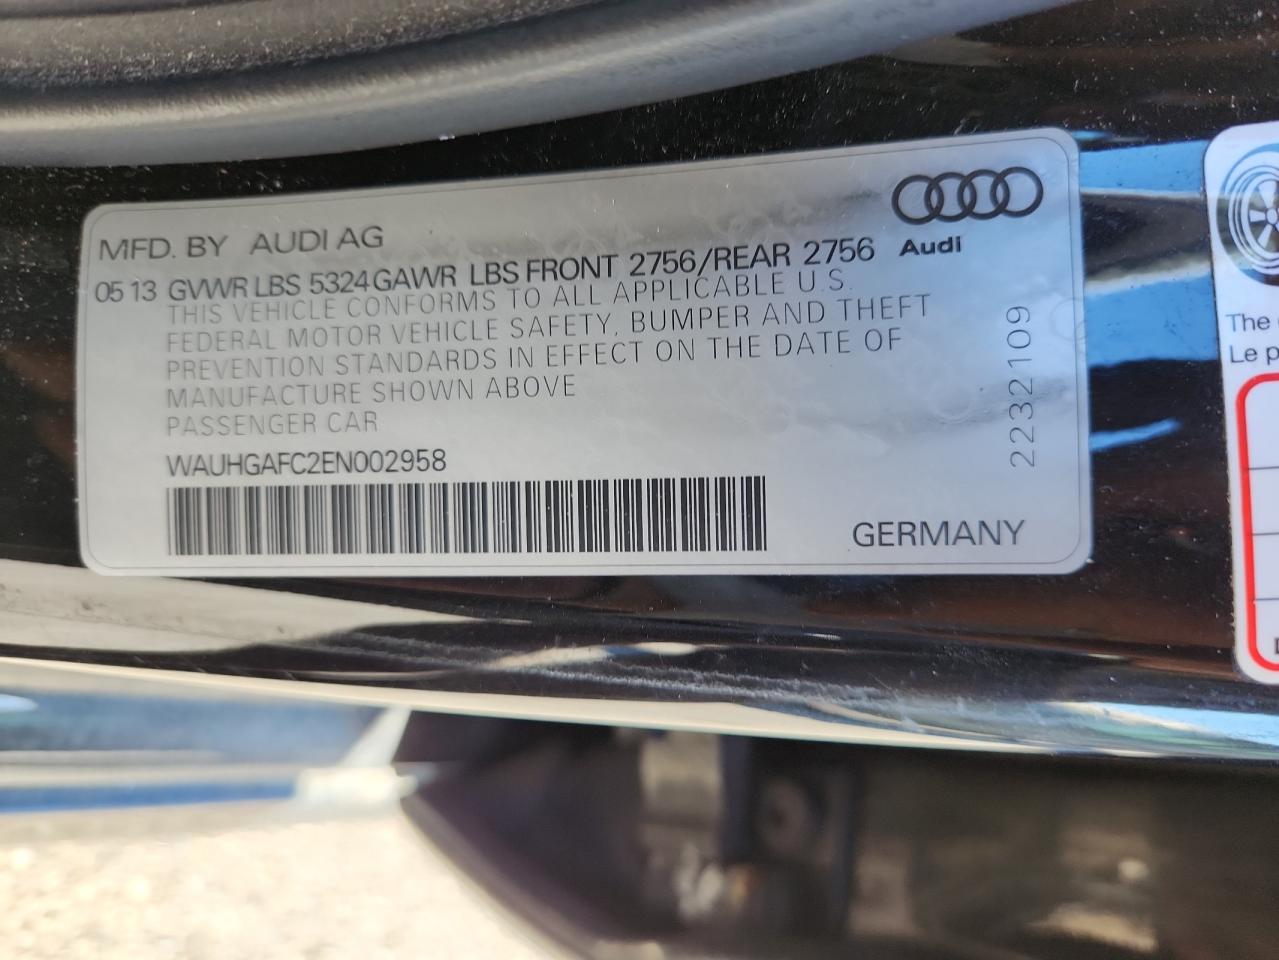 MFD. BY AUDI AG
Audi
05 13 GVWR LBS 5324 GAWR LBS FRONT 2756/REAR 2756
THIS VEHICLE CONFORMS TO ALL APPLICABLE U.S.
FEDERAL MOTOR VEHICLE SAFETY, BUMPER AND THEFT
PREVENTION STANDARDS IN EFFECT ON THE DATE OF
MANUFACTURE SHOWN ABOVE
PASSENGER CAR
WAUHGAFC2EN002958
2232109
GERMANY
The
Le p